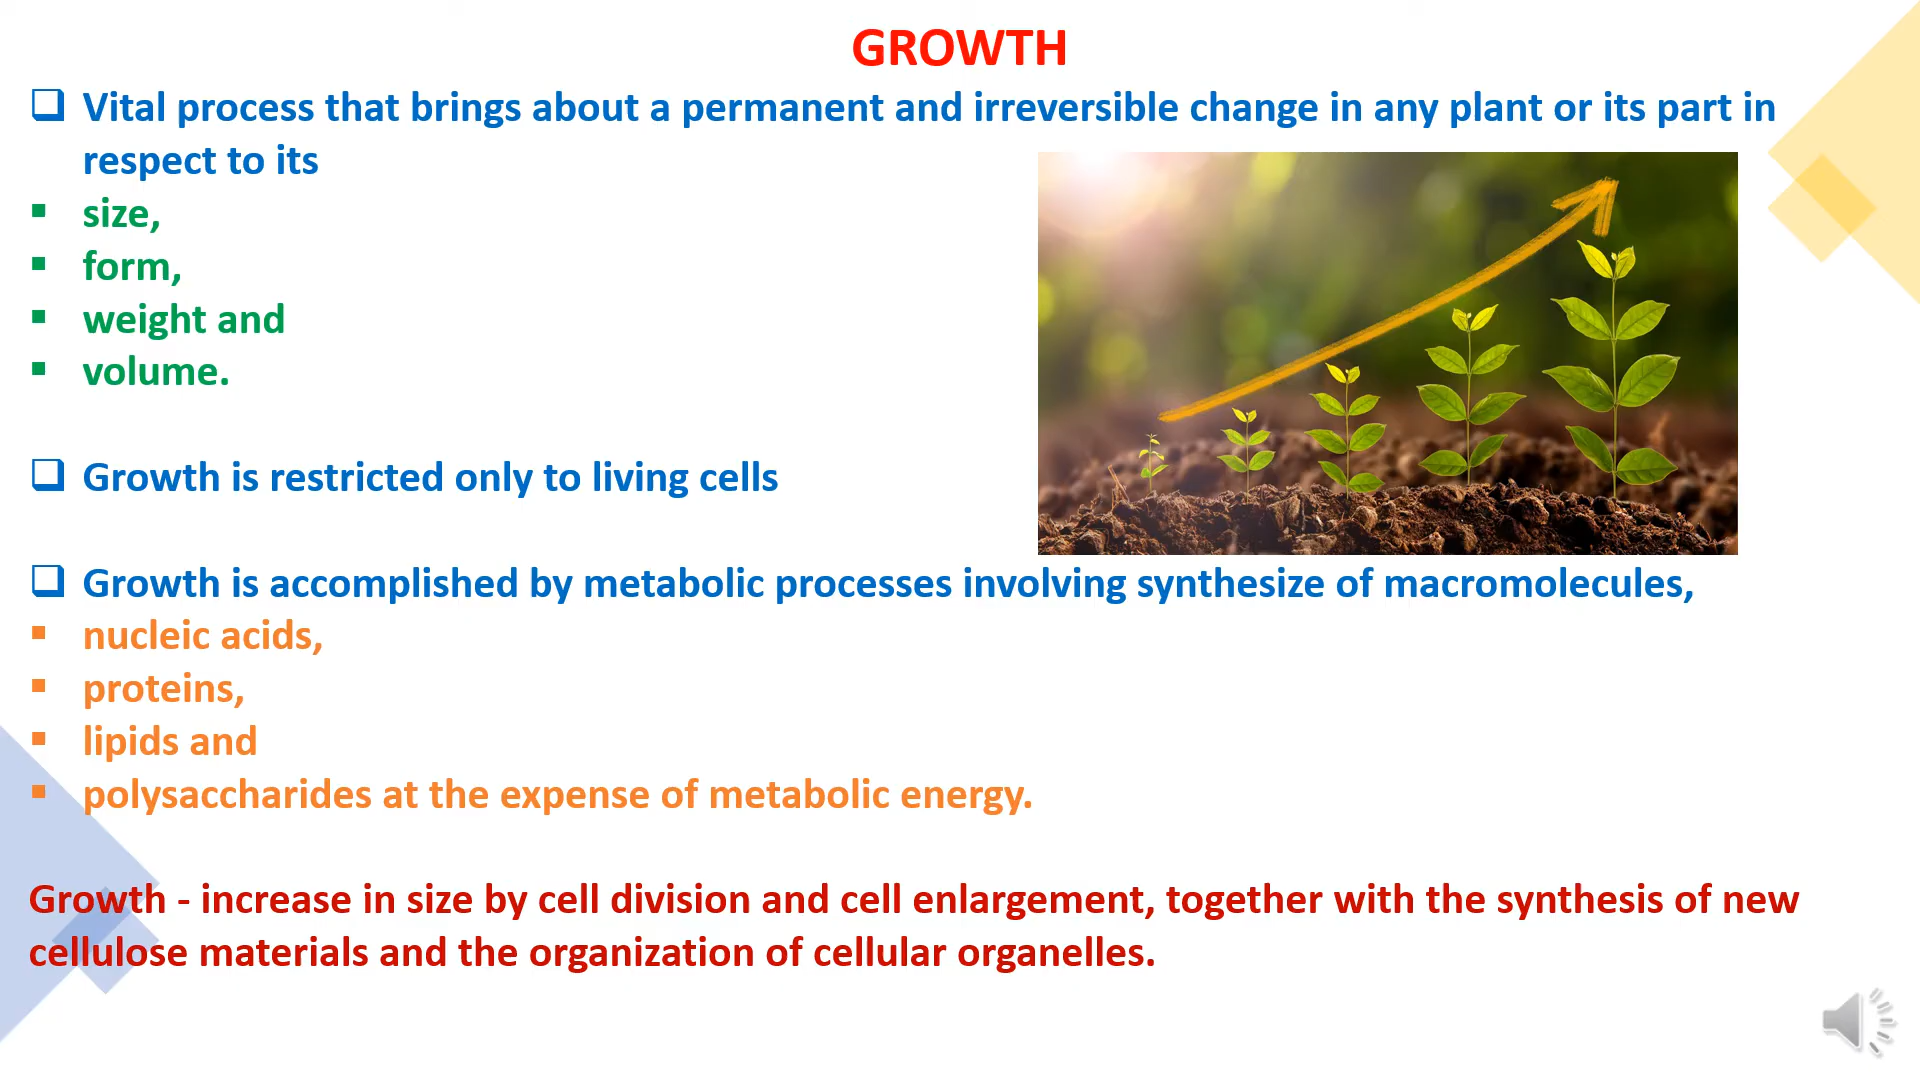 GROWTH
Vital process that brings about a permanent and irreversible change in any plant or its part in
respect to its
size,
form,
weight and
volume.
Growth is restricted only to living cells
Growth is accomplished by metabolic processes involving synthesize of macromolecules,
nucleic acids,
proteins,
lipids and
polysaccharides at the expense of metabolic energy.
Growth - increase in size by cell division and cell enlargement, together with the synthesis of new
cellulose materials and the organization of cellular organelles.